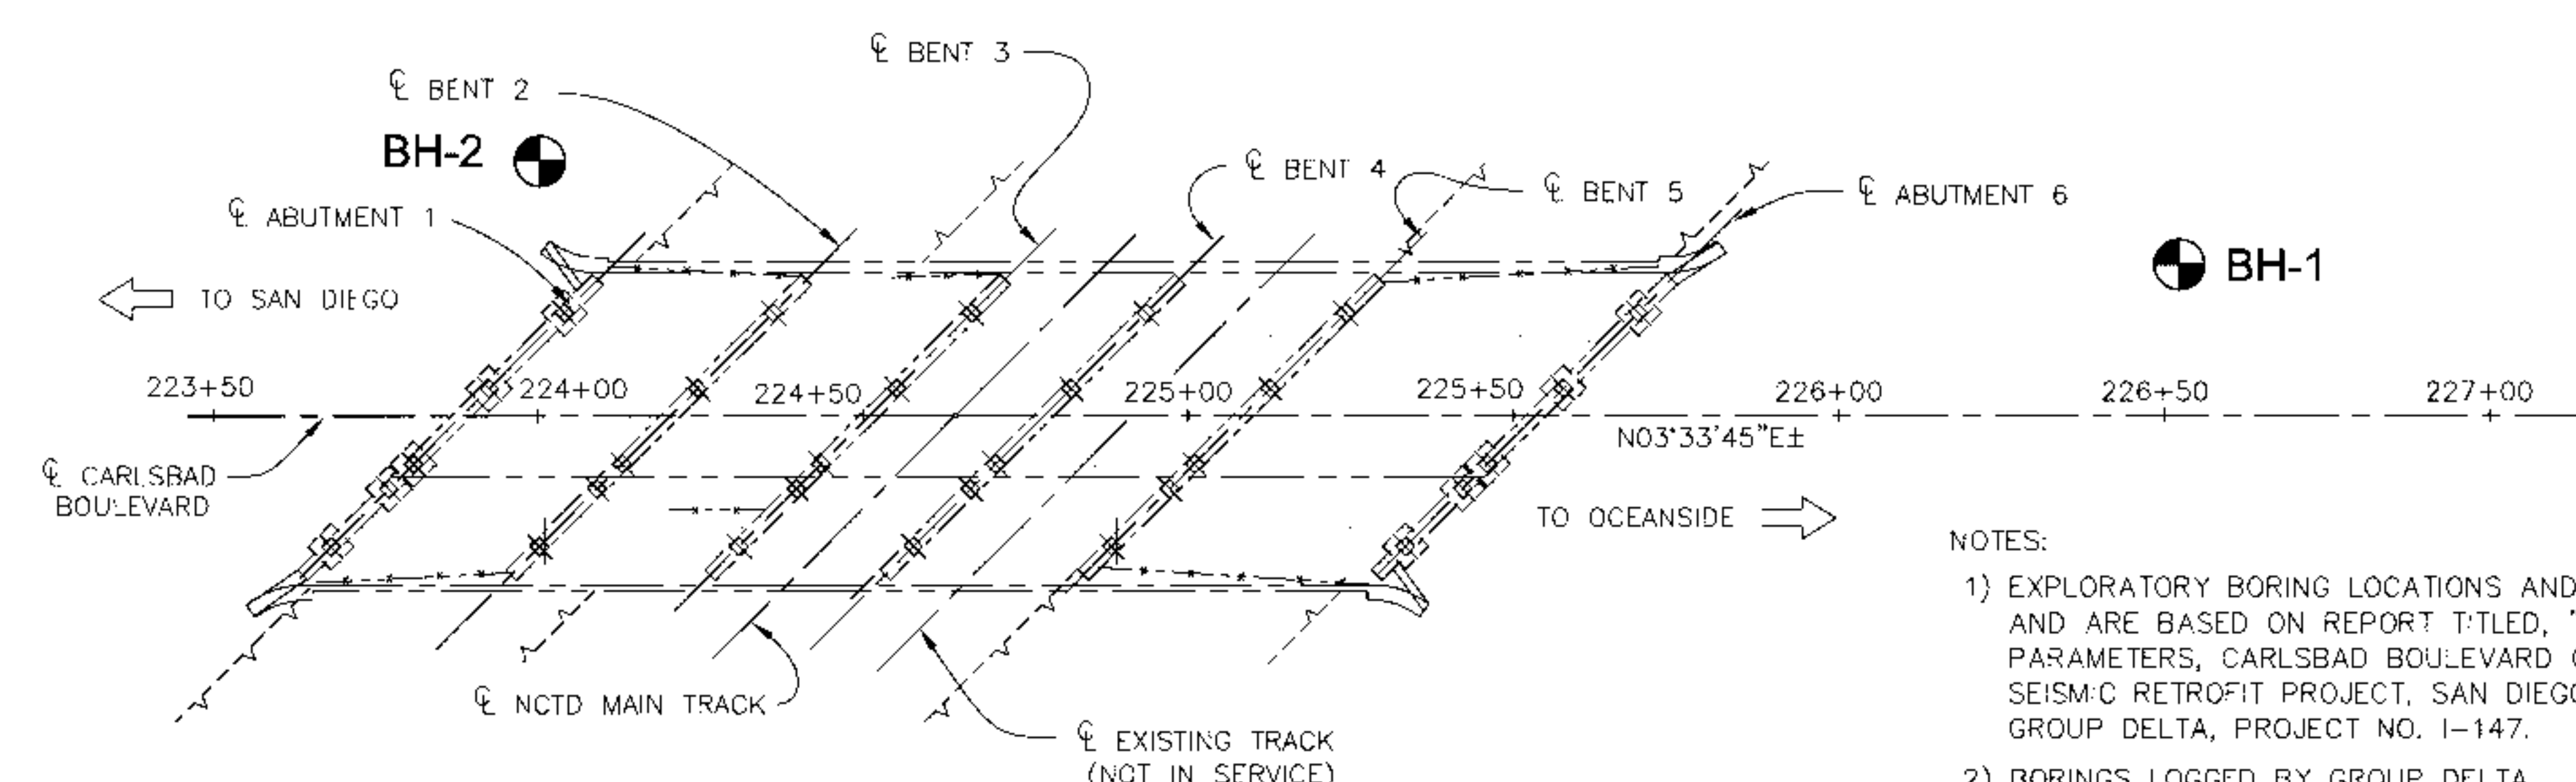 ℄ BENT 3
℄ BENT 2
BH-2
℄ BENT 4
℄ BENT 5
℄ ABUTMENT 6
℄ ABUTMENT 1
BH-1
TO SAN DIEGO
223+50
224+00
224+50
225+00
225+50
226+00
226+50
227+00
N03°33'45"E±
℄ CARLSBAD
BOULEVARD
TO OCEANSIDE
NOTES:
1) EXPLORATORY BORING LOCATIONS AND
AND ARE BASED ON REPORT TITLED, "
PARAMETERS, CARLSBAD BOULEVARD
SEISMIC RETROFIT PROJECT, SAN DIEGO
GROUP DELTA, PROJECT NO. I-147.
2) BORINGS LOGGED BY GROUP DELTA
℄ NCTD MAIN TRACK
℄ EXISTING TRACK
(NOT IN SERVICE)